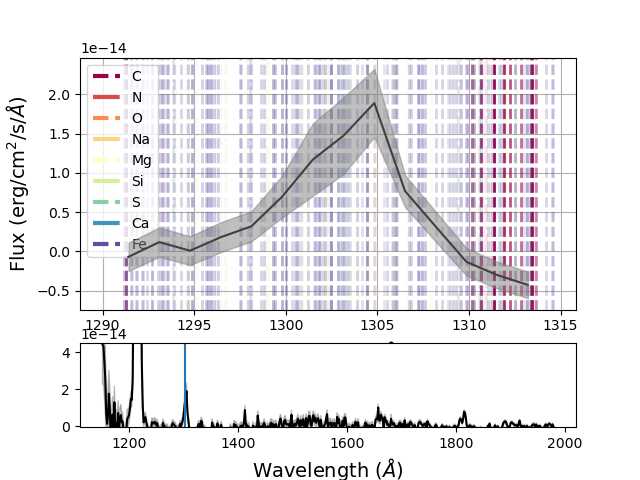 1e−14
C
N
O
Na
Mg
Si
S
Ca
Fe
2.0
1.5
1.0
0.5
0.0
−0.5
Flux (erg/cm²/s/Å)
1290 1295 1300 1305 1310 1315
1e−14
4
2
0
1200 1400 1600 1800 2000
Wavelength (Å)